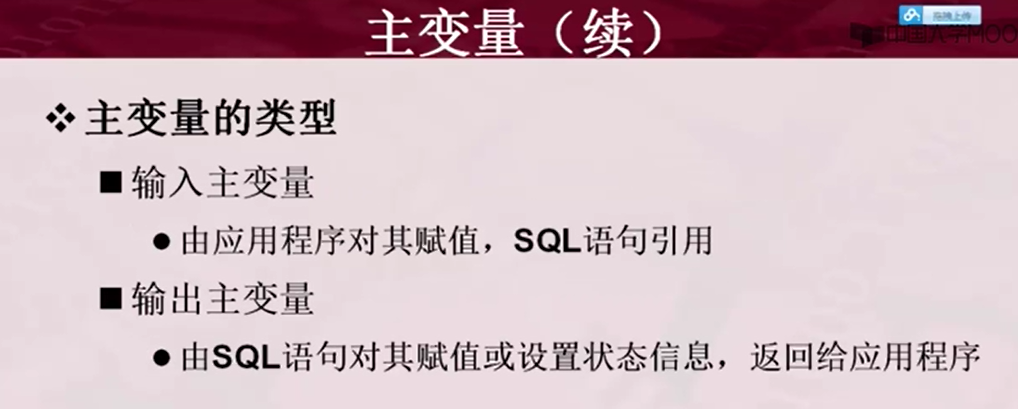 主变量（续）
拖拽上传
中国大学MOO
主变量的类型
输入主变量
由应用程序对其赋值，SQL语句引用
输出主变量
由SQL语句对其赋值或设置状态信息，返回给应用程序